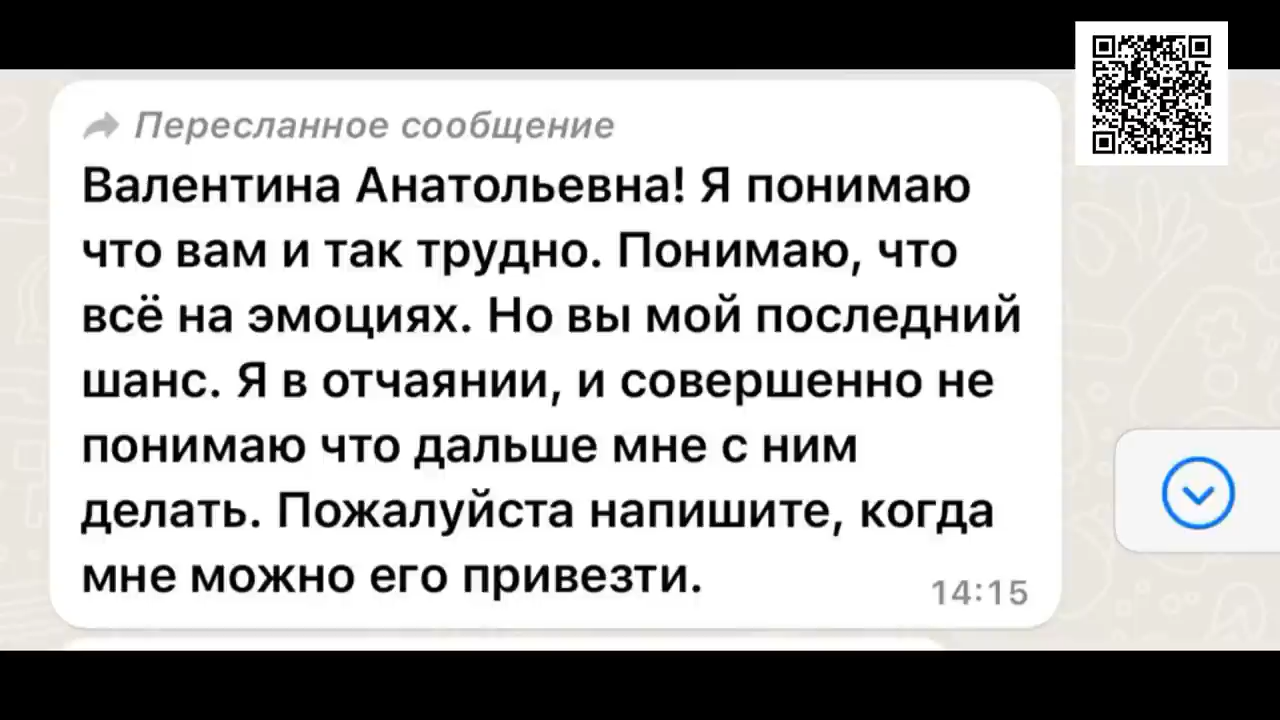 Пересланное сообщение
Валентина Анатольевна! Я понимаю
что вам и так трудно. Понимаю, что
всё на эмоциях. Но вы мой последний
шанс. Я в отчаянии, и совершенно не
понимаю что дальше мне с ним
делать. Пожалуйста напишите, когда
мне можно его привезти.
14:15